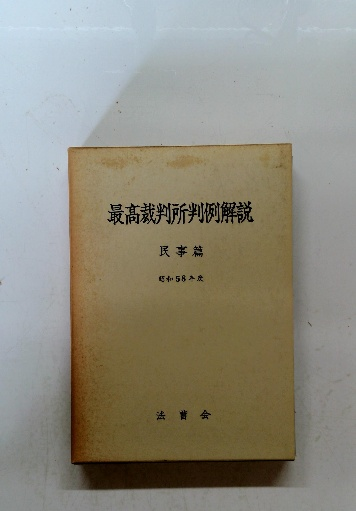 最高裁判所判例解説
民事篇
昭和58年度
法曹会